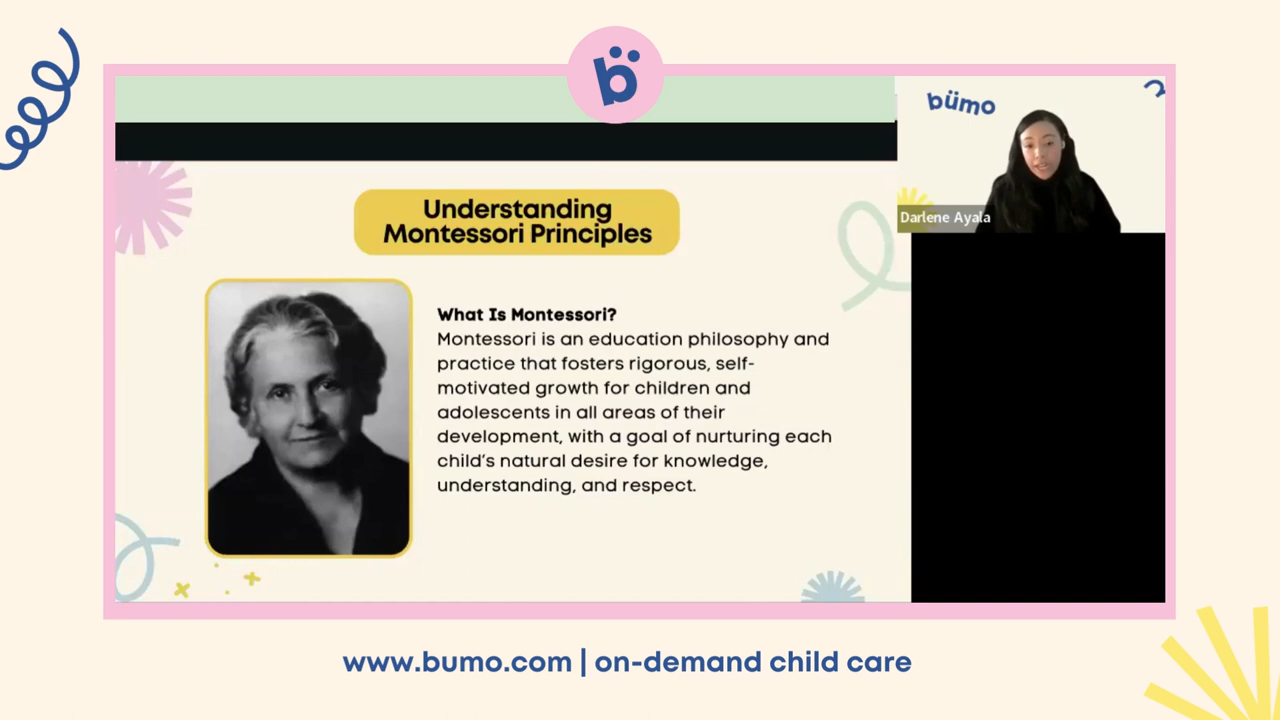 b̈
bümo
Darlene Ayala
Understanding
Montessori Principles
What Is Montessori?
Montessori is an education philosophy and
practice that fosters rigorous, self-
motivated growth for children and
adolescents in all areas of their
development, with a goal of nurturing each
child's natural desire for knowledge,
understanding, and respect.
www.bumo.com | on-demand child care